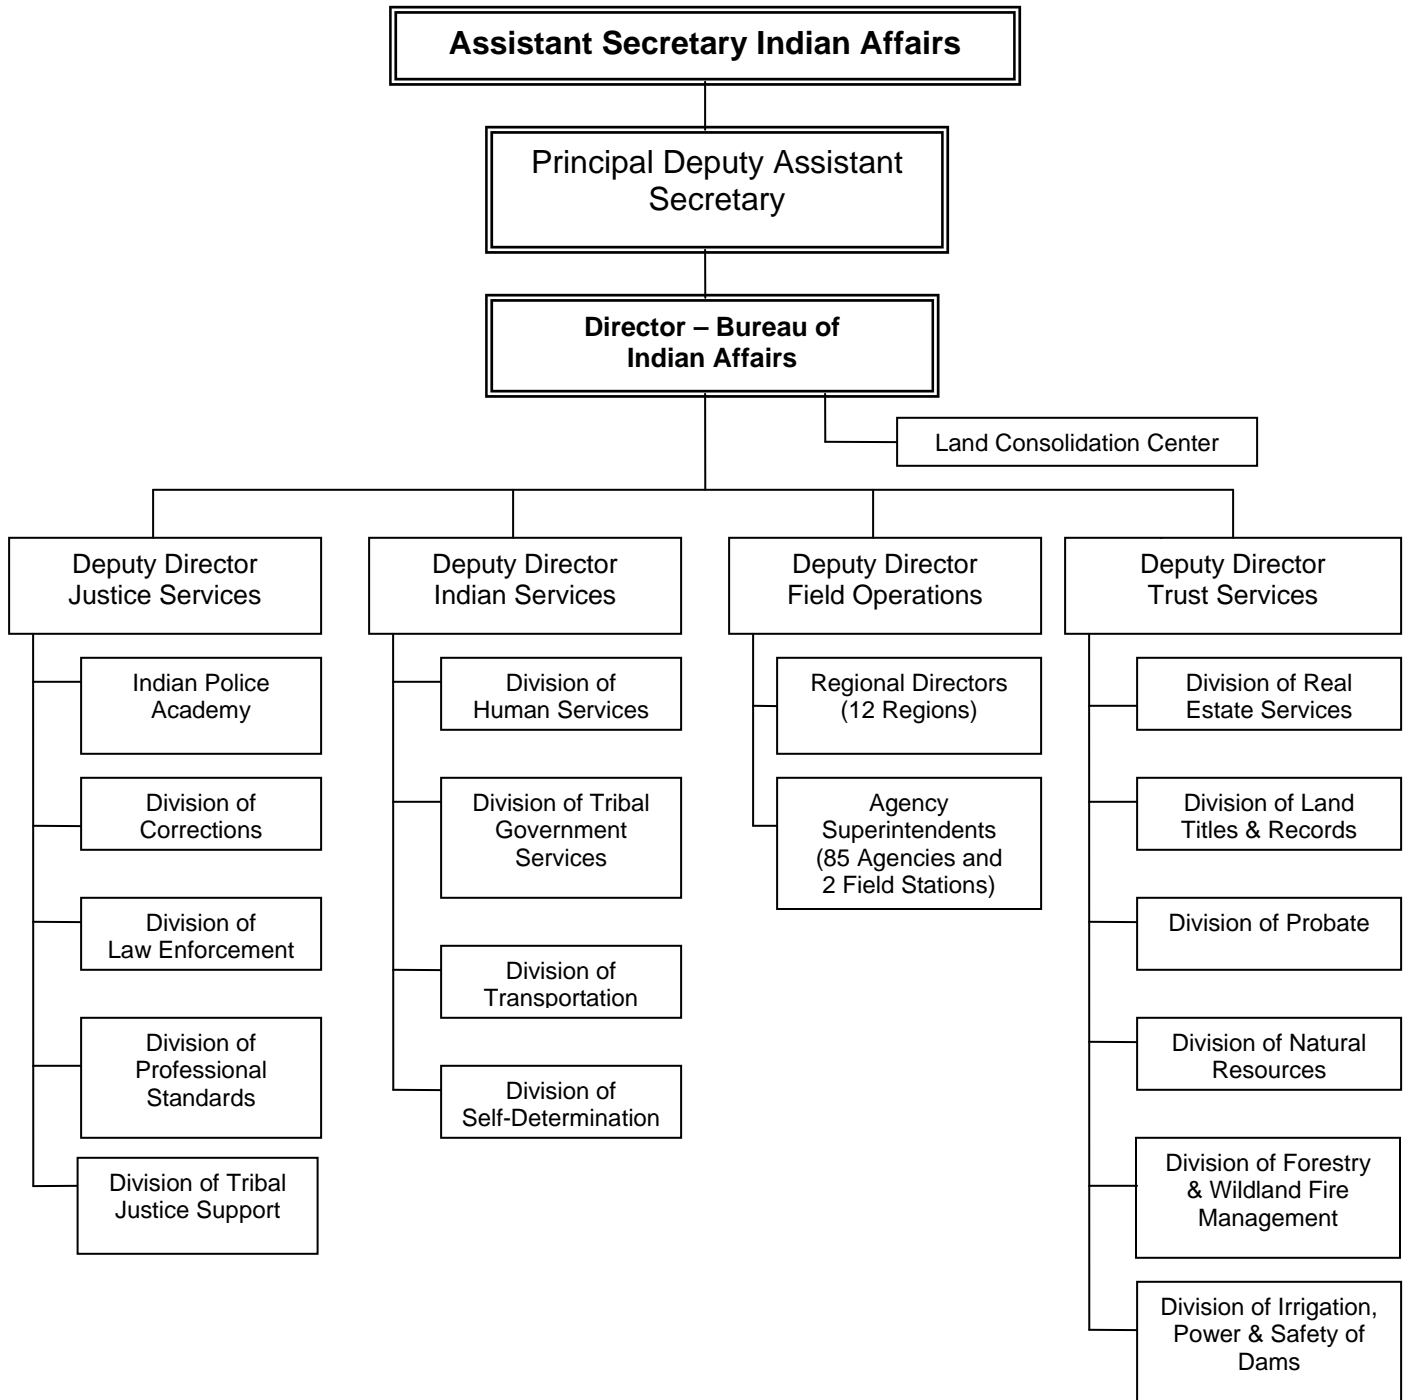 Assistant Secretary Indian Affairs
Principal Deputy Assistant
Secretary
Director – Bureau of
Indian Affairs
Land Consolidation Center
Deputy Director
Justice Services
Indian Police
Academy
Division of
Corrections
Division of
Law Enforcement
Division of
Professional
Standards
Division of Tribal
Justice Support
Deputy Director
Indian Services
Division of
Human Services
Division of Tribal
Government
Services
Division of
Transportation
Division of
Self-Determination
Deputy Director
Field Operations
Regional Directors
(12 Regions)
Agency
Superintendents
(85 Agencies and
2 Field Stations)
Deputy Director
Trust Services
Division of Real
Estate Services
Division of Land
Titles & Records
Division of Probate
Division of Natural
Resources
Division of Forestry
& Wildland Fire
Management
Division of Irrigation,
Power & Safety of
Dams